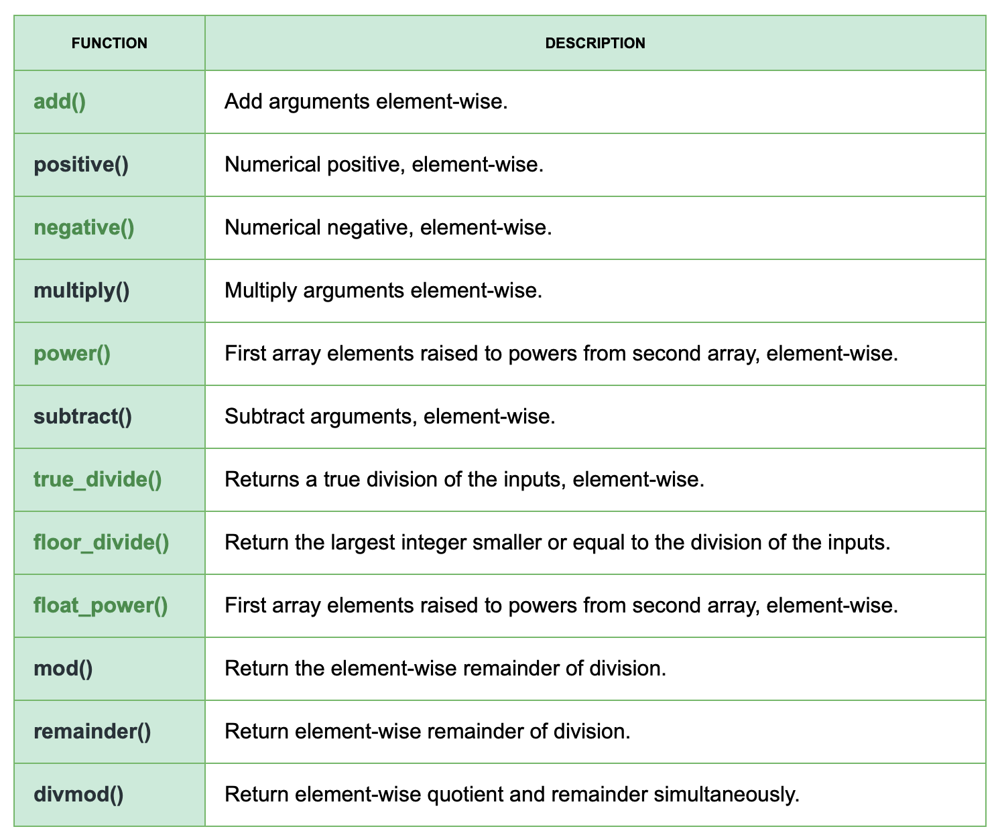 FUNCTION DESCRIPTION
add() Add arguments element-wise.
positive() Numerical positive, element-wise.
negative() Numerical negative, element-wise.
multiply() Multiply arguments element-wise.
power() First array elements raised to powers from second array, element-wise.
subtract() Subtract arguments, element-wise.
true_divide() Returns a true division of the inputs, element-wise.
floor_divide() Return the largest integer smaller or equal to the division of the inputs.
float_power() First array elements raised to powers from second array, element-wise.
mod() Return the element-wise remainder of division.
remainder() Return element-wise remainder of division.
divmod() Return element-wise quotient and remainder simultaneously.